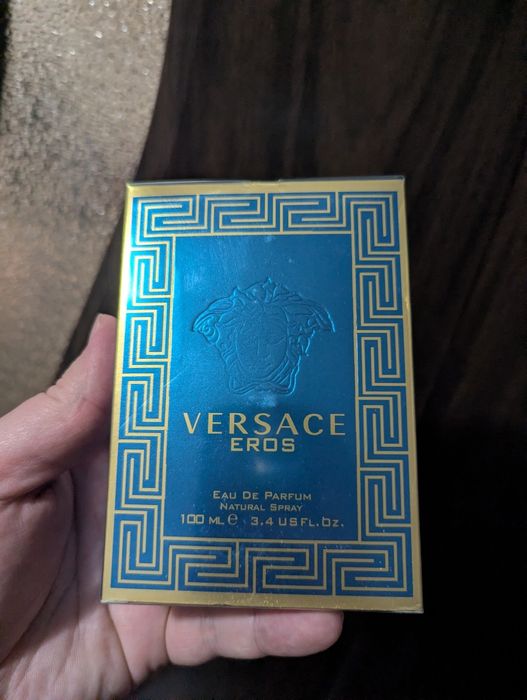 VERSACE
EROS
EAU DE PARFUM
NATURAL SPRAY
100 ML e 3.4 US FL.OZ.